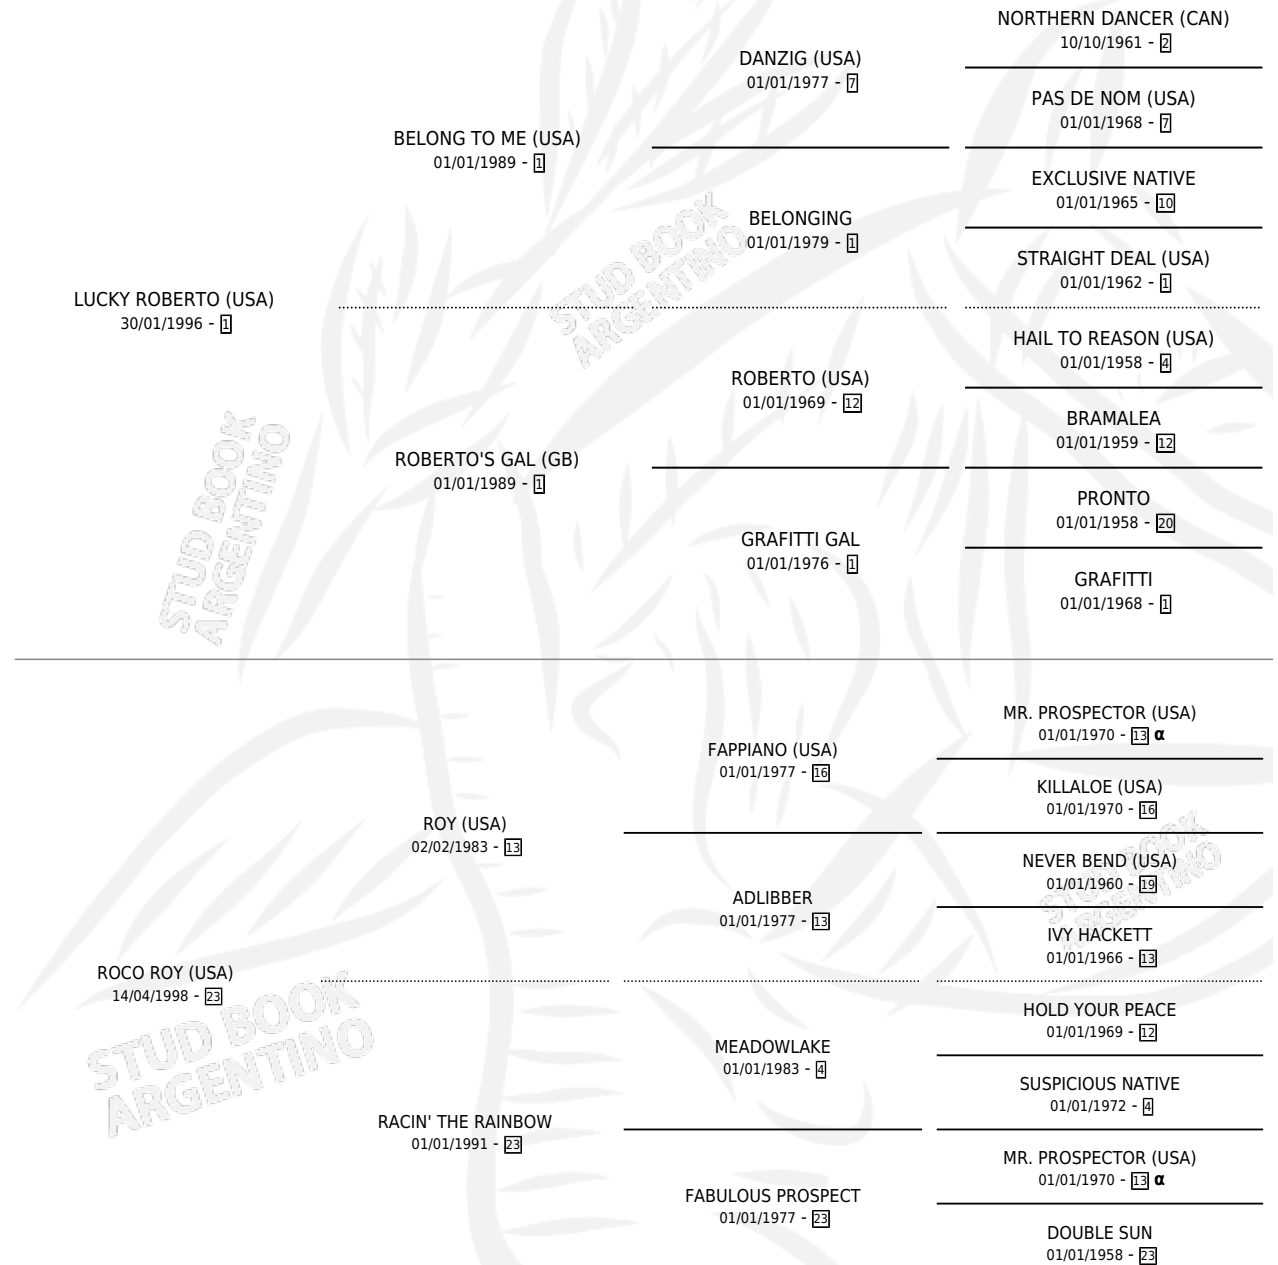 NORTHERN DANCER (CAN)
10/10/1961 - 2
DANZIG (USA)
01/01/1977 - 7
PAS DE NOM (USA)
01/01/1968 - 7
BELONG TO ME (USA)
01/01/1989 - 1
EXCLUSIVE NATIVE
01/01/1965 - 10
BELONGING
01/01/1979 - 1
STRAIGHT DEAL (USA)
01/01/1962 - 1
LUCKY ROBERTO (USA)
30/01/1996 - 1
HAIL TO REASON (USA)
01/01/1958 - 4
ROBERTO (USA)
01/01/1969 - 12
BRAMALEA
01/01/1959 - 12
ROBERTO'S GAL (GB)
01/01/1989 - 1
PRONTO
01/01/1958 - 20
GRAFITTI GAL
01/01/1976 - 1
GRAFITTI
01/01/1968 - 1
MR. PROSPECTOR (USA)
01/01/1970 - 13 α
FAPPIANO (USA)
01/01/1977 - 16
KILLALOE (USA)
01/01/1970 - 16
ROY (USA)
02/02/1983 - 13
NEVER BEND (USA)
01/01/1960 - 19
ADLIBBER
01/01/1977 - 13
IVY HACKETT
01/01/1966 - 13
ROCO ROY (USA)
14/04/1998 - 23
HOLD YOUR PEACE
01/01/1969 - 12
MEADOWLAKE
01/01/1983 - 4
SUSPICIOUS NATIVE
01/01/1972 - 4
RACIN' THE RAINBOW
01/01/1991 - 23
MR. PROSPECTOR (USA)
01/01/1970 - 13 α
FABULOUS PROSPECT
01/01/1977 - 23
DOUBLE SUN
01/01/1958 - 23
STUD BOOK
ARGENTINO
STUD BOOK
ARGENTINO
STUD BOOK
ARGENTINO
STUD BOOK
ARGENTINO